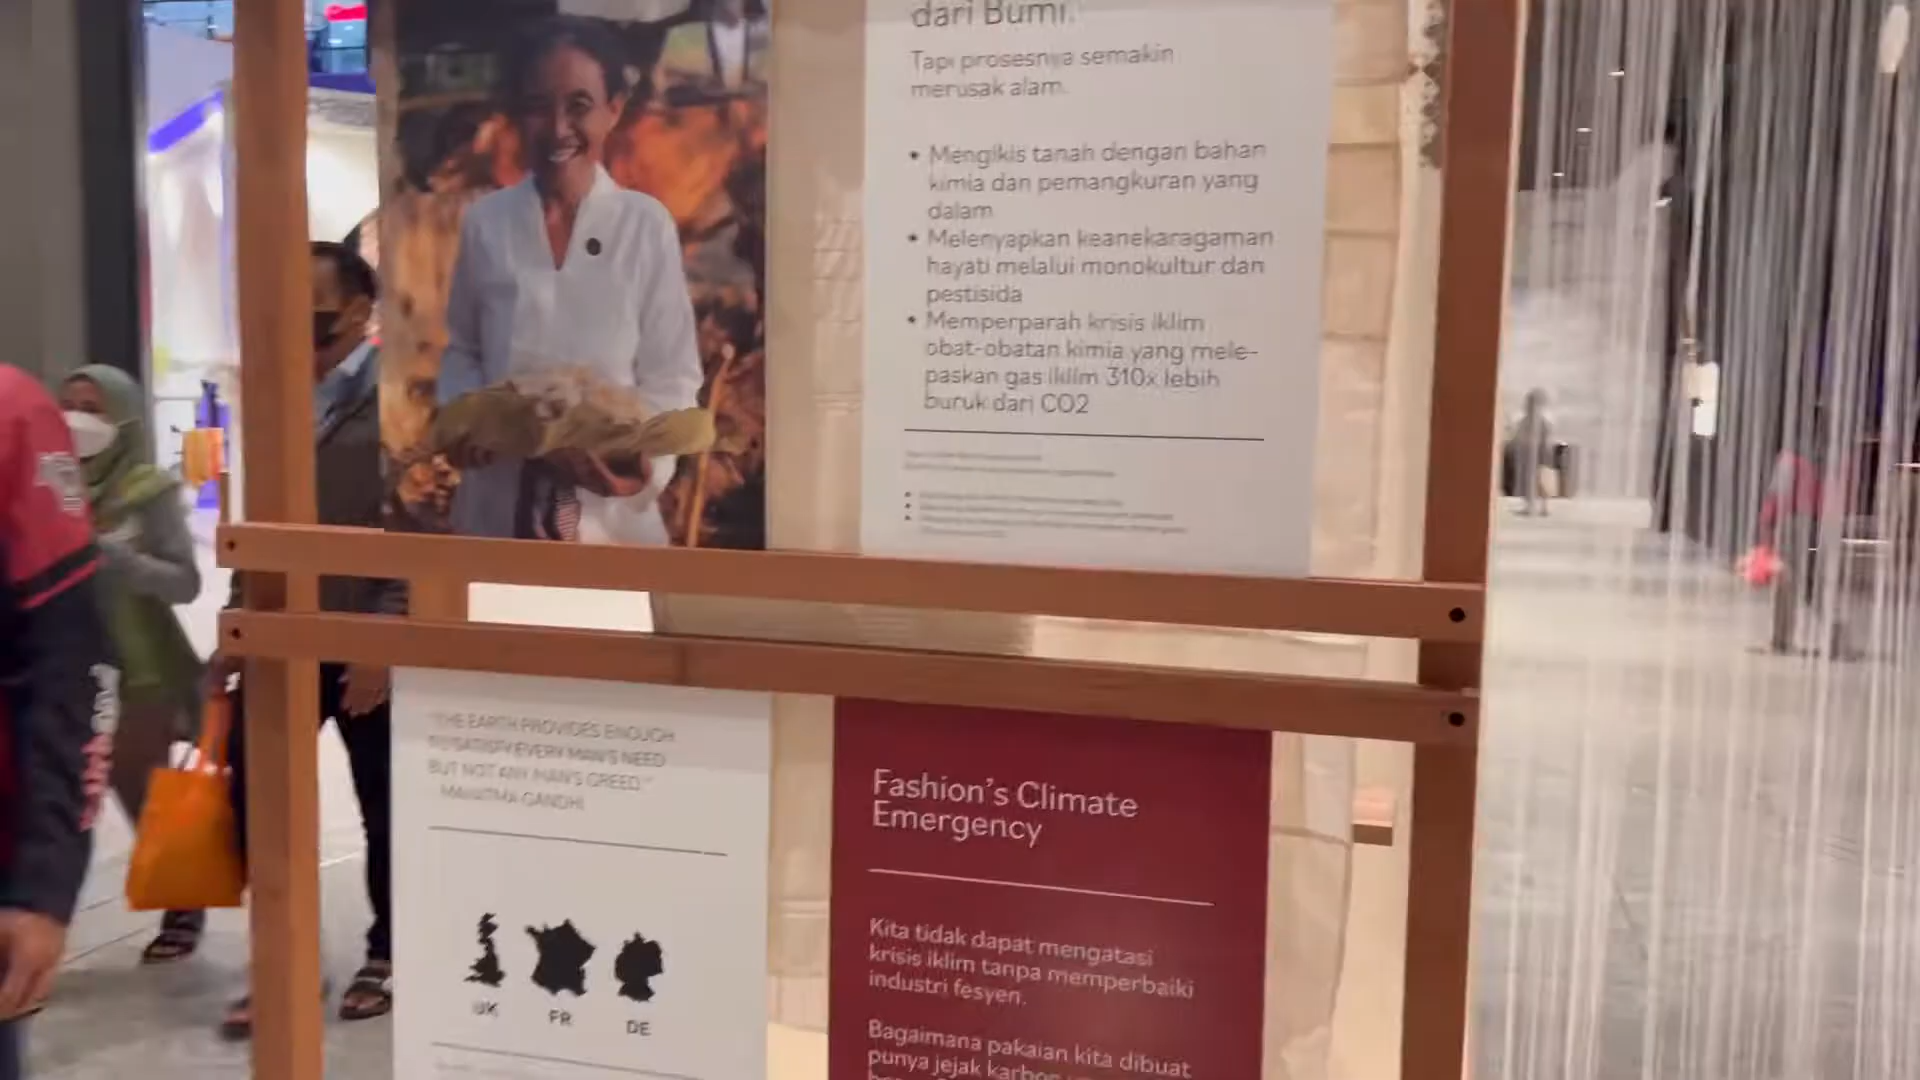 dari Bumi.
Tapi prosesnya semakin
merusak alam.
• Mengikis tanah dengan bahan
kimia dan pemangkuran yang
dalam
• Melenyapkan keanekaragaman
hayati melalui monokultur dan
pestisida
• Memperparah krisis iklim
obat-obatan kimia yang mele-
paskan gas iklim 310x lebih
buruk dari CO2
"THE EARTH PROVIDES ENOUGH
TO SATISFY EVERY MAN'S NEED
BUT NOT ANY MAN'S GREED."
MAHATMA GANDHI
UK FR DE
Fashion's Climate
Emergency
Kita tidak dapat mengatasi
krisis iklim tanpa memperbaiki
industri fesyen.
Bagaimana pakaian kita dibuat
punya jejak karbon